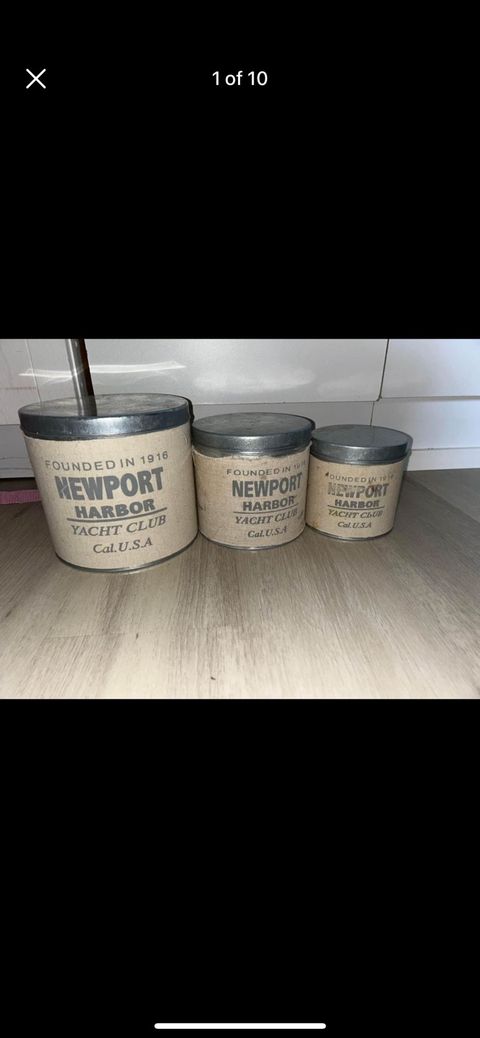 1 of 10
FOUNDED IN 1916
NEWPORT
HARBOR
YACHT CLUB
Cal. U.S.A
FOUNDED IN 1916
NEWPORT
HARBOR
YACHT CLUB
Cal. U.S.A
FOUNDED IN 1916
NEWPORT
HARBOR
YACHT CLUB
Cal. U.S.A